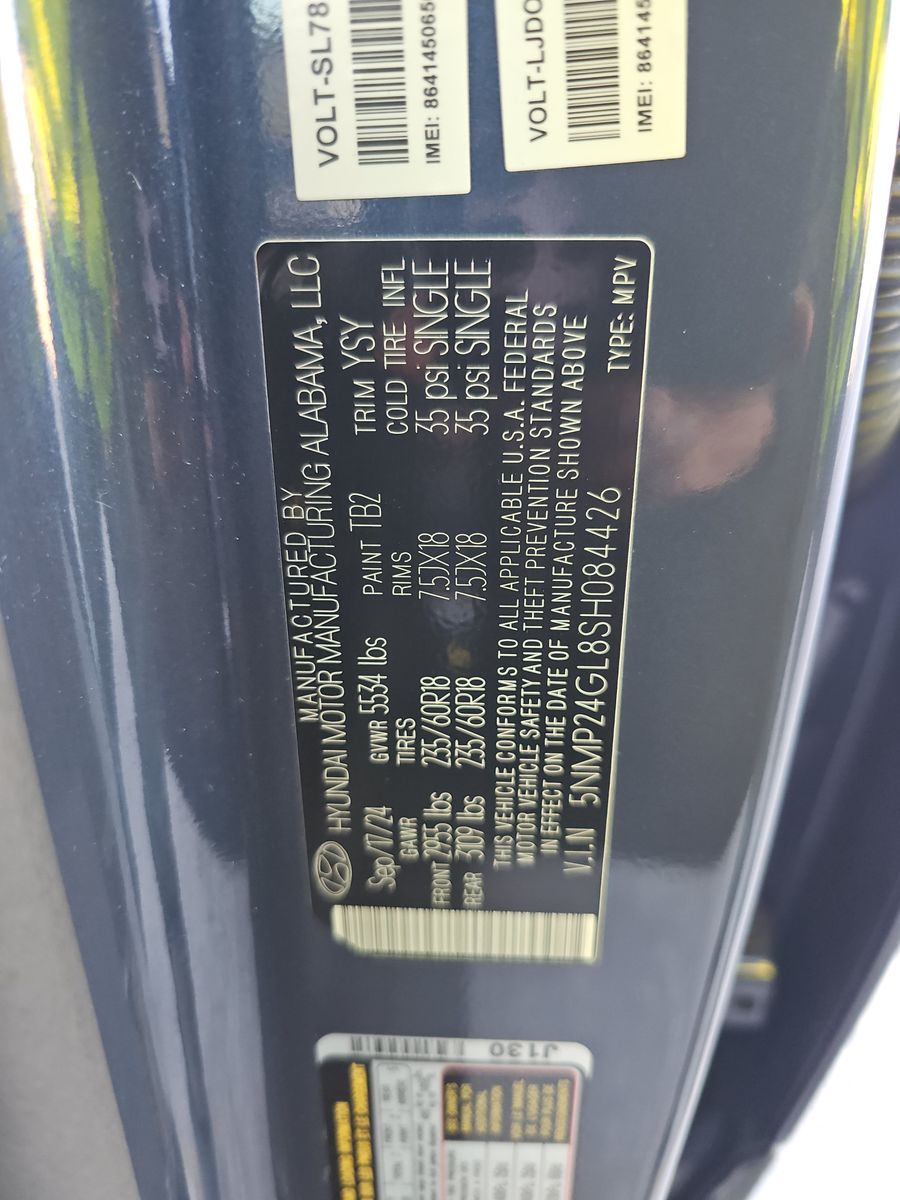 VOLT-SL78
IMEI: 8641450650
VOLT-LJDO
IMEI: 8641450
MANUFACTURED BY
HYUNDAI MOTOR MANUFACTURING ALABAMA, LLC
Sep/17/24 GVWR 5534 lbs PAINT TB2 TRIM YSY
GAWR TIRES RIMS COLD TIRE INFL
FRONT 2955 lbs 235/60R18 7.5JX18 35 psi SINGLE
REAR 3109 lbs 235/60R18 7.5JX18 35 psi SINGLE
THIS VEHICLE CONFORMS TO ALL APPLICABLE U.S.A. FEDERAL
MOTOR VEHICLE SAFETY AND THEFT PREVENTION STANDARDS
IN EFFECT ON THE DATE OF MANUFACTURE SHOWN ABOVE
V.I.N 5NMP24GL8SH084426 TYPE: MPV
J130